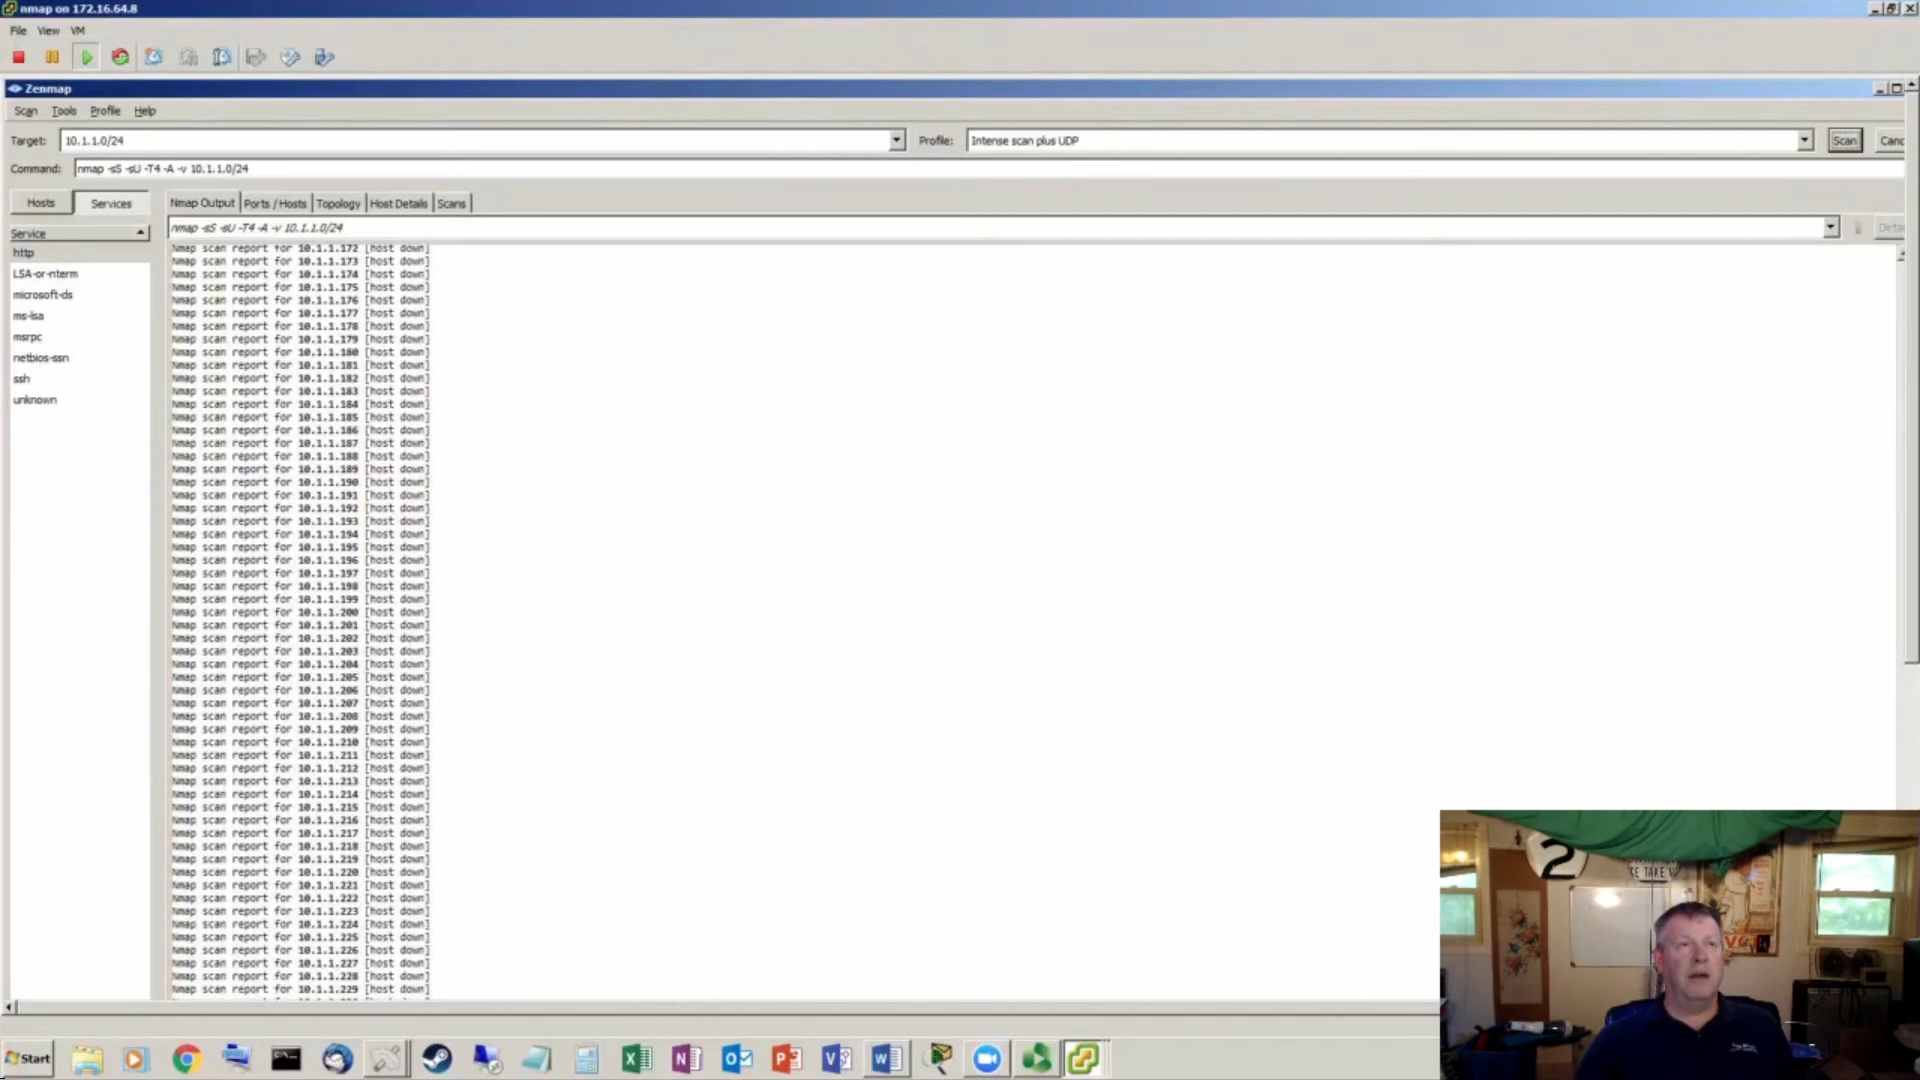 nmap on 172.16.64.8
File View VM
Zenmap
Scan Tools Profile Help
Target: 10.1.1.0/24 Profile: Intense scan plus UDP Scan Canc
Command: nmap -sS -sU -T4 -A -v 10.1.1.0/24
Hosts Services Nmap Output Ports / Hosts Topology Host Details Scans
nmap -sS -sU -T4 -A -v 10.1.1.0/24 Deta
Service
http
LSA-or-nterm
microsoft-ds
ms-lsa
msrpc
netbios-ssn
ssh
unknown
Nmap scan report for 10.1.1.172 [host down]
Nmap scan report for 10.1.1.173 [host down]
Nmap scan report for 10.1.1.174 [host down]
Nmap scan report for 10.1.1.175 [host down]
Nmap scan report for 10.1.1.176 [host down]
Nmap scan report for 10.1.1.177 [host down]
Nmap scan report for 10.1.1.178 [host down]
Nmap scan report for 10.1.1.179 [host down]
Nmap scan report for 10.1.1.180 [host down]
Nmap scan report for 10.1.1.181 [host down]
Nmap scan report for 10.1.1.182 [host down]
Nmap scan report for 10.1.1.183 [host down]
Nmap scan report for 10.1.1.184 [host down]
Nmap scan report for 10.1.1.185 [host down]
Nmap scan report for 10.1.1.186 [host down]
Nmap scan report for 10.1.1.187 [host down]
Nmap scan report for 10.1.1.188 [host down]
Nmap scan report for 10.1.1.189 [host down]
Nmap scan report for 10.1.1.190 [host down]
Nmap scan report for 10.1.1.191 [host down]
Nmap scan report for 10.1.1.192 [host down]
Nmap scan report for 10.1.1.193 [host down]
Nmap scan report for 10.1.1.194 [host down]
Nmap scan report for 10.1.1.195 [host down]
Nmap scan report for 10.1.1.196 [host down]
Nmap scan report for 10.1.1.197 [host down]
Nmap scan report for 10.1.1.198 [host down]
Nmap scan report for 10.1.1.199 [host down]
Nmap scan report for 10.1.1.200 [host down]
Nmap scan report for 10.1.1.201 [host down]
Nmap scan report for 10.1.1.202 [host down]
Nmap scan report for 10.1.1.203 [host down]
Nmap scan report for 10.1.1.204 [host down]
Nmap scan report for 10.1.1.205 [host down]
Nmap scan report for 10.1.1.206 [host down]
Nmap scan report for 10.1.1.207 [host down]
Nmap scan report for 10.1.1.208 [host down]
Nmap scan report for 10.1.1.209 [host down]
Nmap scan report for 10.1.1.210 [host down]
Nmap scan report for 10.1.1.211 [host down]
Nmap scan report for 10.1.1.212 [host down]
Nmap scan report for 10.1.1.213 [host down]
Nmap scan report for 10.1.1.214 [host down]
Nmap scan report for 10.1.1.215 [host down]
Nmap scan report for 10.1.1.216 [host down]
Nmap scan report for 10.1.1.217 [host down]
Nmap scan report for 10.1.1.218 [host down]
Nmap scan report for 10.1.1.219 [host down]
Nmap scan report for 10.1.1.220 [host down]
Nmap scan report for 10.1.1.221 [host down]
Nmap scan report for 10.1.1.222 [host down]
Nmap scan report for 10.1.1.223 [host down]
Nmap scan report for 10.1.1.224 [host down]
Nmap scan report for 10.1.1.225 [host down]
Nmap scan report for 10.1.1.226 [host down]
Nmap scan report for 10.1.1.227 [host down]
Nmap scan report for 10.1.1.228 [host down]
Nmap scan report for 10.1.1.229 [host down]
2
TAKE
Start